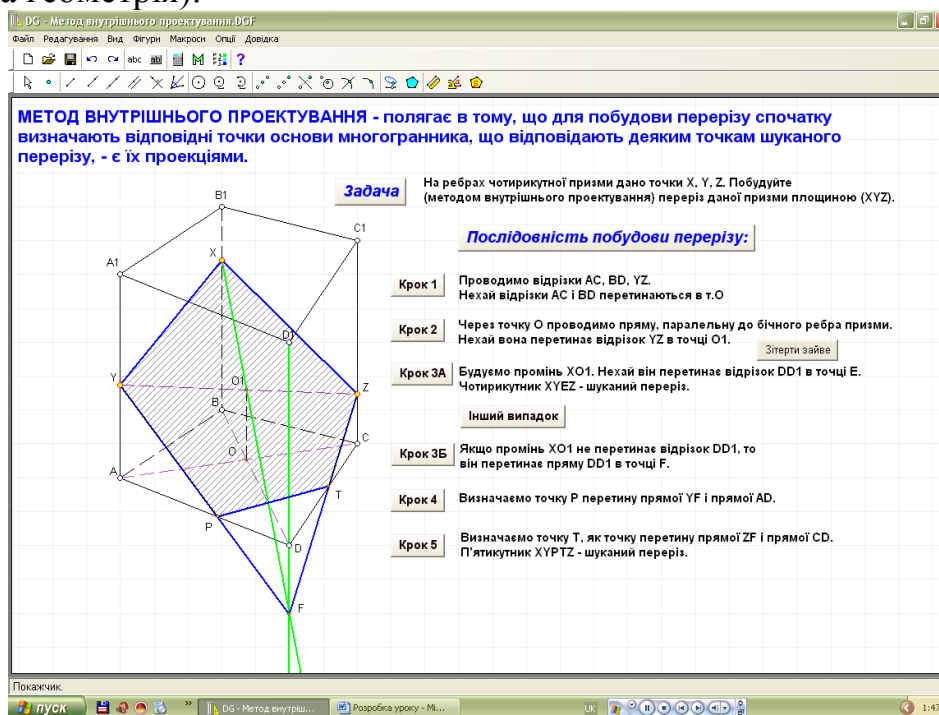 а геометрія).
DG - Метод внутрішнього проектування.DGF
Файл Редагування Вид Фігури Макроси Опції Довідка
abc abl M ?
МЕТОД ВНУТРІШНЬОГО ПРОЕКТУВАННЯ - полягає в тому, що для побудови перерізу спочатку
визначають відповідні точки основи многогранника, що відповідають деяким точкам шуканого
перерізу, - є їх проекціями.
Задача
На ребрах чотирикутної призми дано точки X, Y, Z. Побудуйте
(методом внутрішнього проектування) переріз даної призми площиною (XYZ).
Послідовність побудови перерізу:
Крок 1
Проводимо відрізки AC, BD, YZ.
Нехай відрізки AC і BD перетинаються в т.О
Крок 2
Через точку О проводимо пряму, паралельну до бічного ребра призми.
Нехай вона перетинає відрізок YZ в точці О1.
Зітерти зайве
Крок 3А
Будуємо промінь XO1. Нехай він перетинає відрізок DD1 в точці Е.
Чотирикутник XYEZ - шуканий переріз.
Інший випадок
Крок 3Б
Якщо промінь XO1 не перетинає відрізок DD1, то
він перетинає пряму DD1 в точці F.
Крок 4
Визначаємо точку P перетину прямої YF і прямої AD.
Крок 5
Визначаємо точку T, як точку перетину прямої ZF і прямої CD.
П'ятикутник XYPTZ - шуканий переріз.
B1
C1
X
A1
D1
Y
O1
Z
B
C
O
A
T
P
D
F
Покажчик.
пуск
DG - Метод внутріш...
Розробка уроку - Mi...
UK
1:47